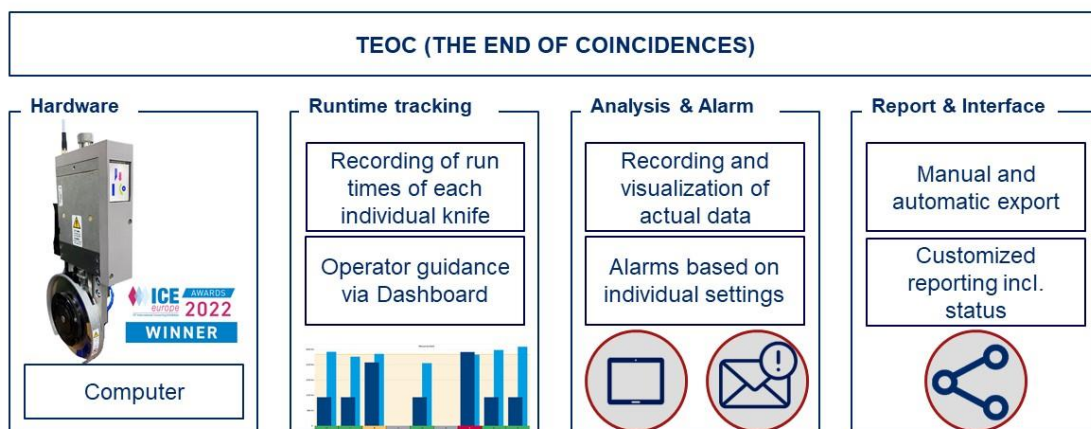 TEOC (THE END OF COINCIDENCES)
Hardware
ICE
europe
AWARDS
2022
WINNER
Computer
Runtime tracking
Recording of run
times of each
individual knife
Operator guidance
via Dashboard
Analysis & Alarm
Recording and
visualization of
actual data
Alarms based on
individual settings
Report & Interface
Manual and
automatic export
Customized
reporting incl.
status